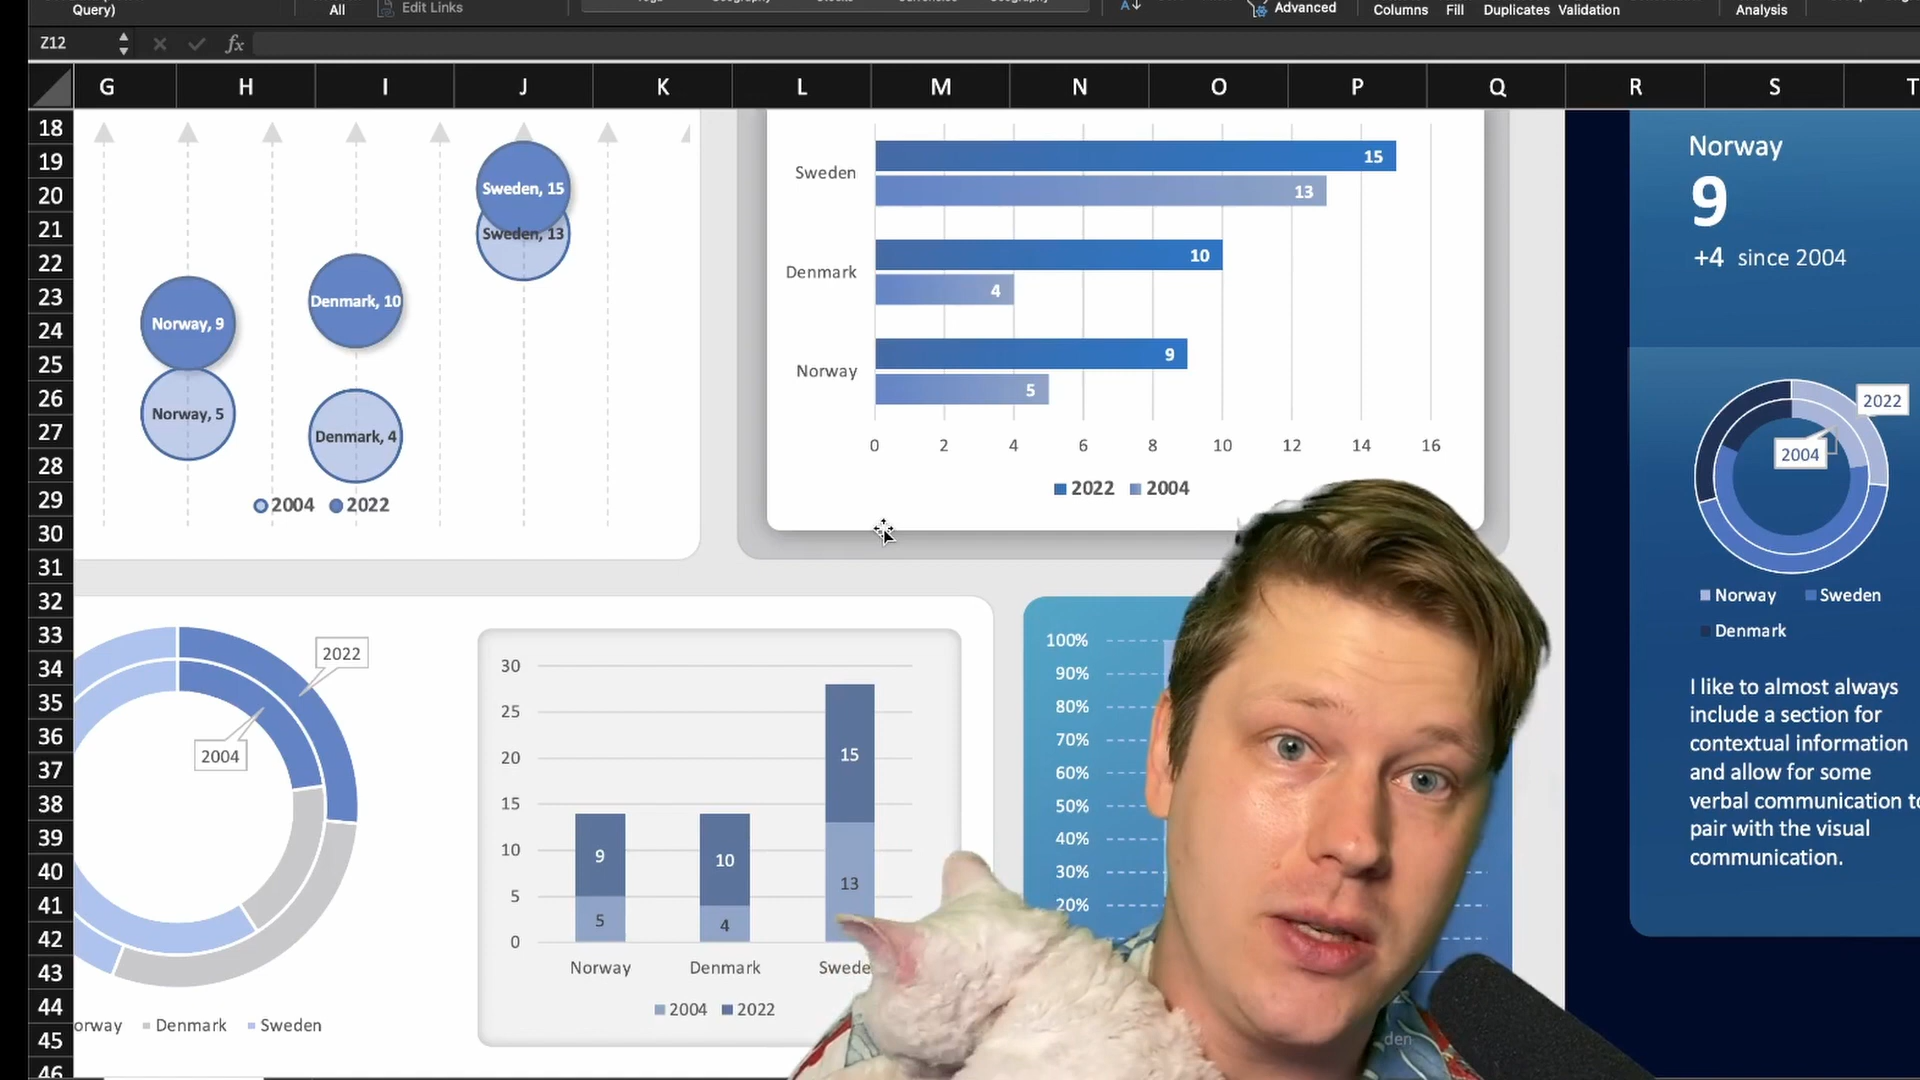 Query)
All
Edit Links
Advanced
Columns
Fill
Duplicates
Validation
Analysis
Z12
fx
G H I J K L M N O P Q R S T
18
19
20
21
22
23
24
25
26
27
28
29
30
31
32
33
34
35
36
37
38
39
40
41
42
43
44
45
46
Sweden, 15
Sweden, 13
Denmark, 10
Norway, 9
Norway, 5
Denmark, 4
2004 2022
Sweden
15
13
Denmark
10
4
Norway
9
5
0 2 4 6 8 10 12 14 16
2022 2004
Norway
9
+4 since 2004
2022
2004
Norway Sweden
Denmark
I like to almost always
include a section for
contextual information
and allow for some
verbal communication to
pair with the visual
communication.
2022
2004
orway Denmark Sweden
30
25
20
15
10
5
0
15
9
10
13
5
4
Norway Denmark Swede
2004 2022
100%
90%
80%
70%
60%
50%
40%
30%
20%
den